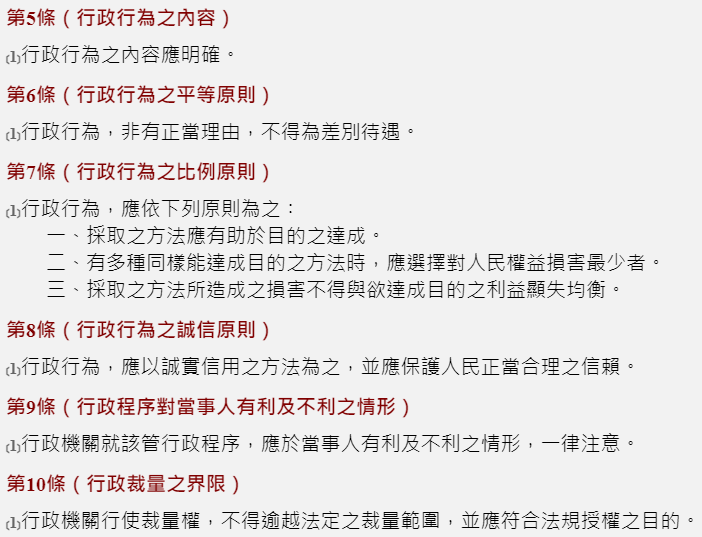 第5條（行政行為之內容）
(1)行政行為之內容應明確。
第6條（行政行為之平等原則）
(1)行政行為，非有正當理由，不得為差別待遇。
第7條（行政行為之比例原則）
(1)行政行為，應依下列原則為之：
一、採取之方法應有助於目的之達成。
二、有多種同樣能達成目的之方法時，應選擇對人民權益損害最少者。
三、採取之方法所造成之損害不得與欲達成目的之利益顯失均衡。
第8條（行政行為之誠信原則）
(1)行政行為，應以誠實信用之方法為之，並應保護人民正當合理之信賴。
第9條（行政程序對當事人有利及不利之情形）
(1)行政機關就該管行政程序，應於當事人有利及不利之情形，一律注意。
第10條（行政裁量之界限）
(1)行政機關行使裁量權，不得逾越法定之裁量範圍，並應符合法規授權之目的。